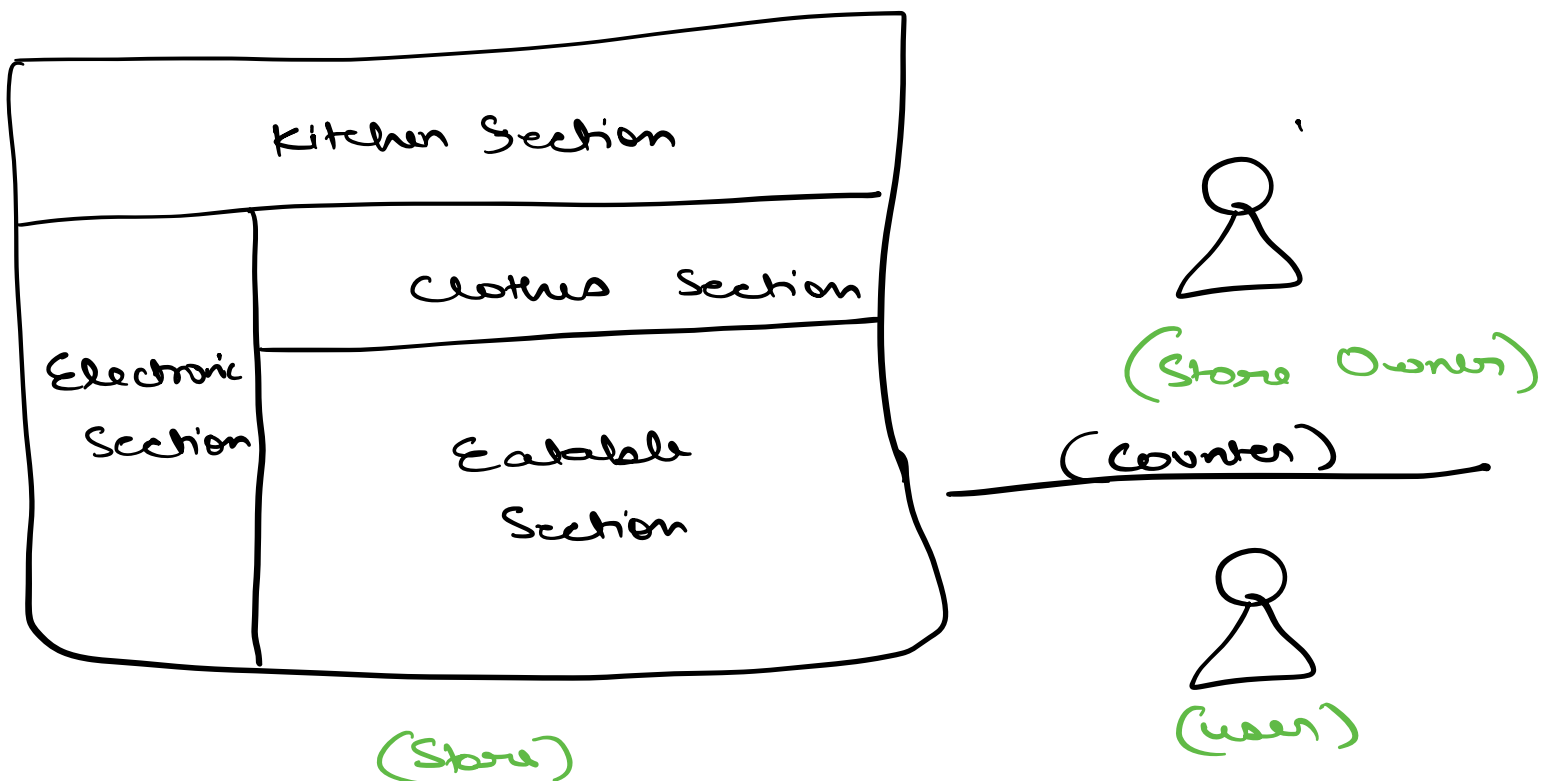 Kitchen Section
Clothes Section
Electronic
Section
Eatable
Section
(Store)
(Store Owner)
(Counter)
(user)